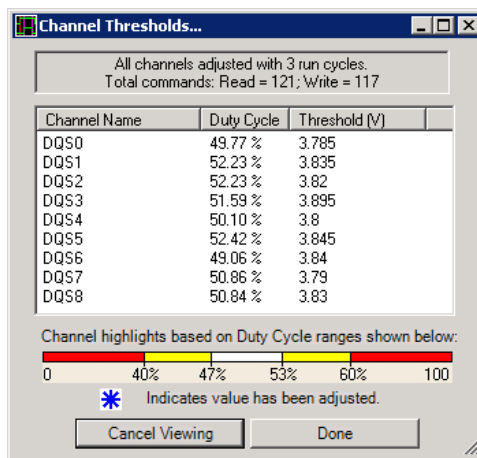 Channel Thresholds...
All channels adjusted with 3 run cycles.
Total commands: Read = 121; Write = 117
Channel Name Duty Cycle Threshold (V)
DQS0 49.77 % 3.785
DQS1 52.23 % 3.835
DQS2 52.23 % 3.82
DQS3 51.59 % 3.895
DQS4 50.10 % 3.8
DQS5 52.42 % 3.845
DQS6 49.06 % 3.84
DQS7 50.86 % 3.79
DQS8 50.84 % 3.83
Channel highlights based on Duty Cycle ranges shown below:
0 40% 47% 53% 60% 100
Indicates value has been adjusted.
Cancel Viewing Done